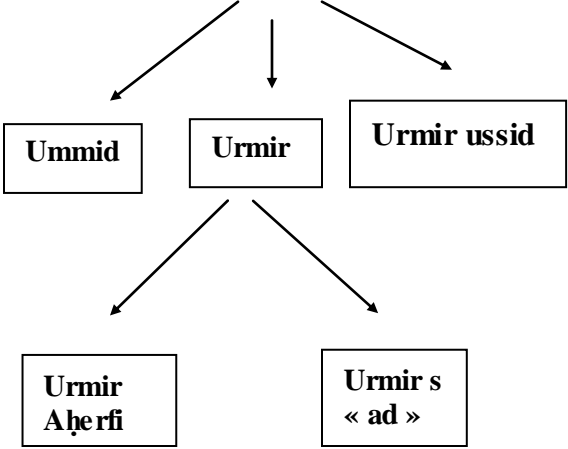 Ummid
Urmir
Urmir ussid
Urmir
Aḥerfi
Urmir s
« ad »